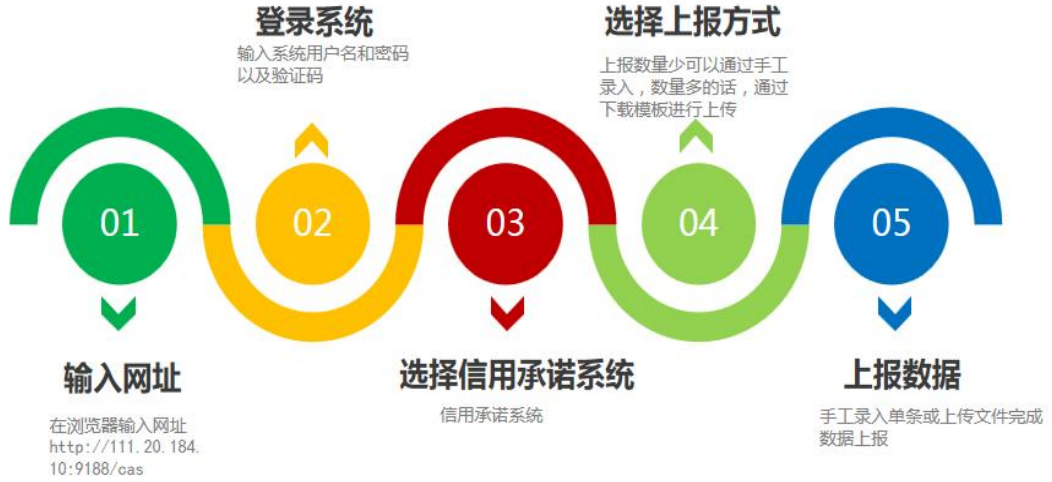 01
输入网址
在浏览器输入网址
http://111.20.184.
10:9188/cas
登录系统
输入系统用户名和密码
以及验证码
02
03
选择信用承诺系统
信用承诺系统
选择上报方式
上报数量少可以通过手工
录入，数量多的话，通过
下载模板进行上传
04
05
上报数据
手工录入单条或上传文件完成
数据上报